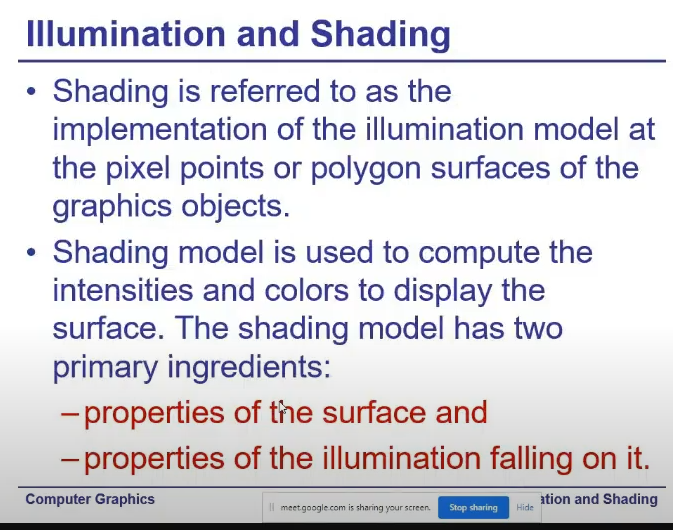 Illumination and Shading
• Shading is referred to as the
implementation of the illumination model at
the pixel points or polygon surfaces of the
graphics objects.
• Shading model is used to compute the
intensities and colors to display the
surface. The shading model has two
primary ingredients:
– properties of the surface and
– properties of the illumination falling on it.
Computer Graphics
meet.google.com is sharing your screen. Stop sharing Hide
and Shading